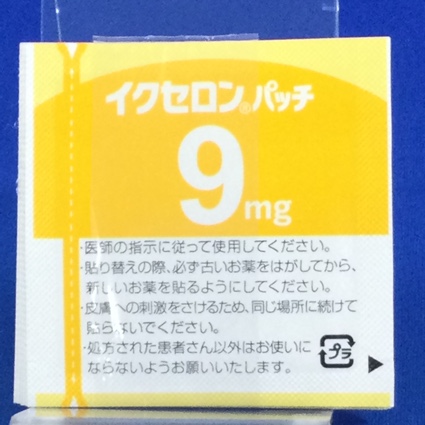 イクセロン®パッチ
9mg
・医師の指示に従って使用してください。
・貼り替えの際、必ず古いお薬をはがしてから、
新しいお薬を貼るようにしてください。
・皮膚への刺激をさけるため、同じ場所に続けて
貼らないでください。
・処方された患者さん以外はお使いに
ならないようお願いいたします。
プラ